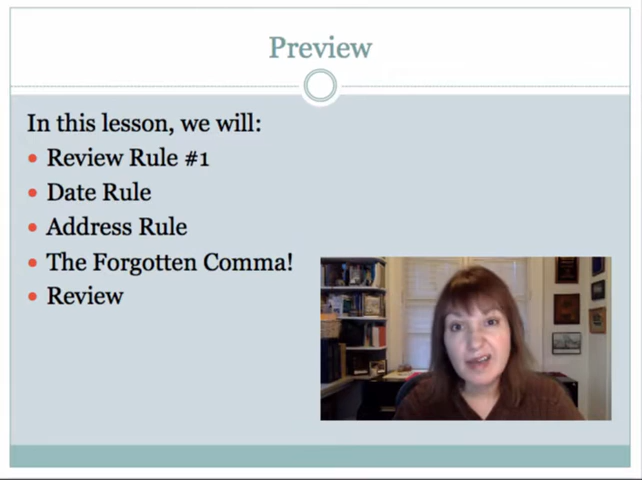 Preview
In this lesson, we will:
Review Rule #1
Date Rule
Address Rule
The Forgotten Comma!
Review